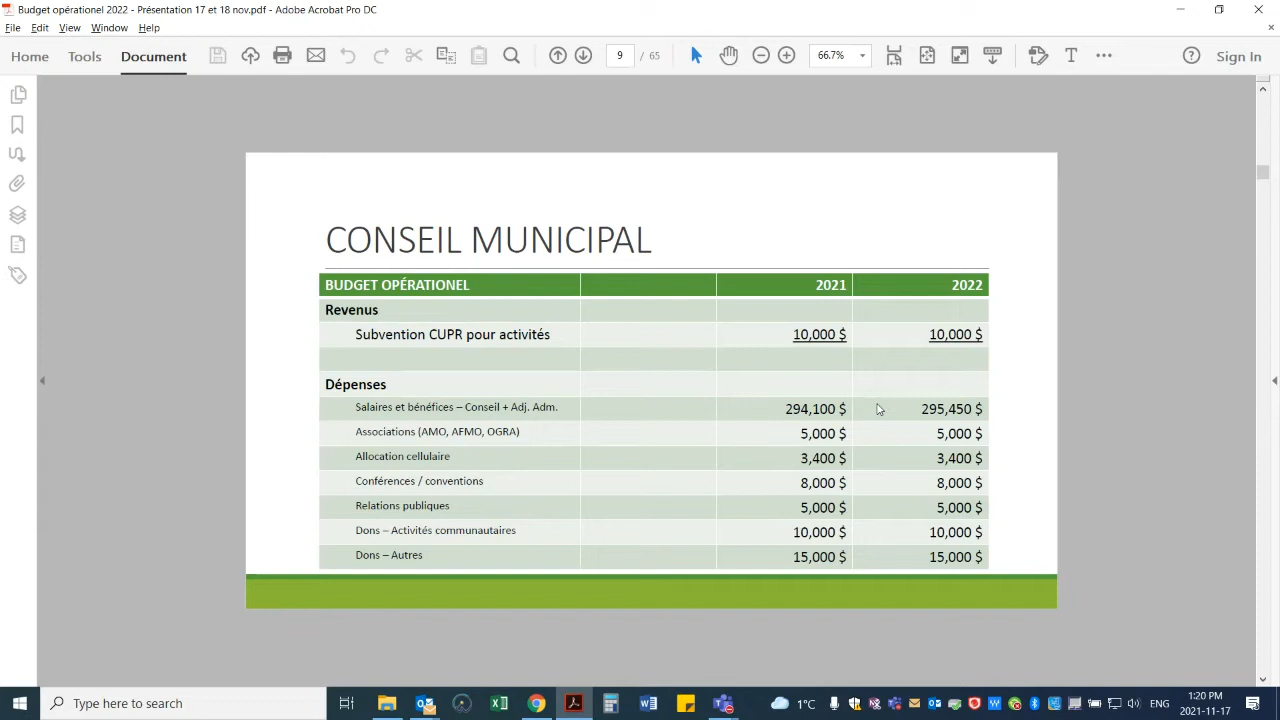 Budget opérationel 2022 - Présentation 17 et 18 nov.pdf - Adobe Acrobat Pro DC
File Edit View Window Help
Home Tools Document 9 / 65 66.7% Sign In
CONSEIL MUNICIPAL
BUDGET OPÉRATIONEL 2021 2022
Revenus
Subvention CUPR pour activités 10,000 $ 10,000 $
Dépenses
Salaires et bénéfices – Conseil + Adj. Adm. 294,100 $ 295,450 $
Associations (AMO, AFMO, OGRA) 5,000 $ 5,000 $
Allocation cellulaire 3,400 $ 3,400 $
Conférences / conventions 8,000 $ 8,000 $
Relations publiques 5,000 $ 5,000 $
Dons – Activités communautaires 10,000 $ 10,000 $
Dons – Autres 15,000 $ 15,000 $
Type here to search 1°C ENG 1:20 PM
2021-11-17